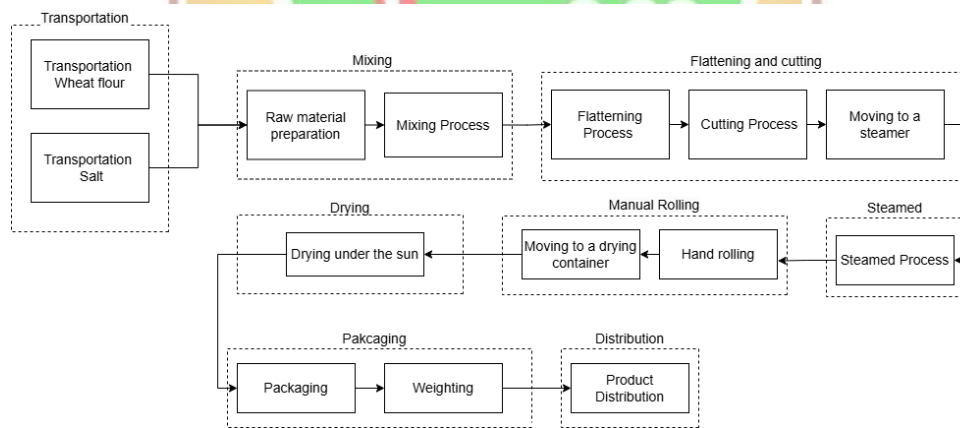 Transportation
Transportation
Wheat flour
Transportation
Salt
Mixing
Raw material
preparation
Mixing Process
Flattening and cutting
Flatterning
Process
Cutting Process
Moving to a
steamer
Steamed
Steamed Process
Manual Rolling
Hand rolling
Moving to a drying
container
Drying
Drying under the sun
Pakcaging
Packaging
Weighting
Distribution
Product
Distribution